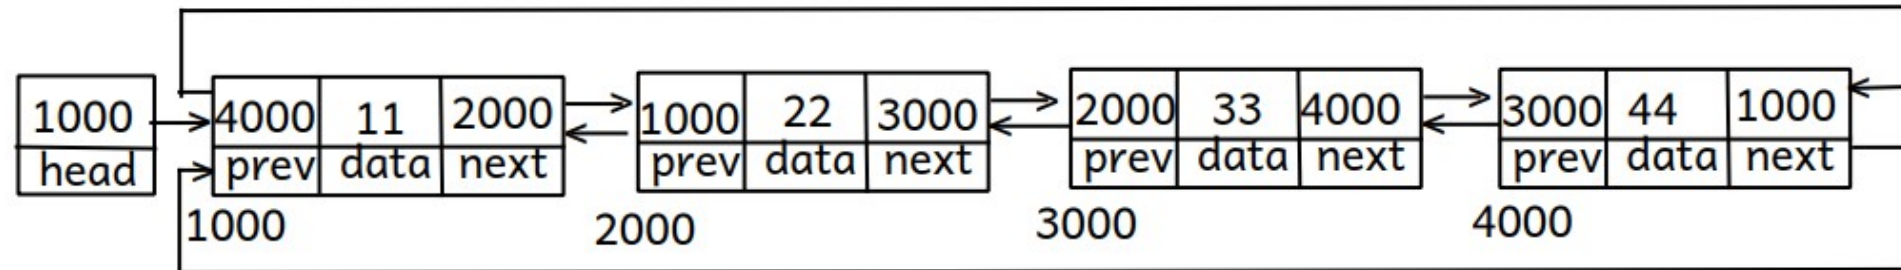 1000 4000 11 2000 1000 22 3000 2000 33 4000 3000 44 1000
head prev data next prev data next prev data next prev data next
1000 2000 3000 4000